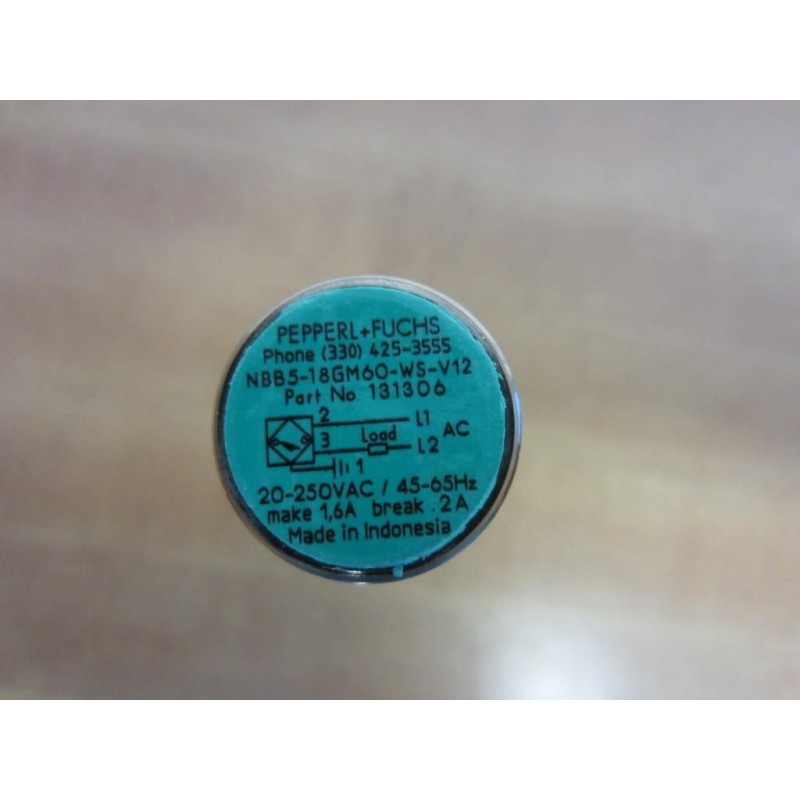 PEPPERL+FUCHS
Phone (330) 425-3555
NBB5-18GM60-WS-V12
Part No 131306
2 L1
3 Load L2 AC
1
20-250VAC / 45-65Hz
make 1,6A break .2A
Made in Indonesia